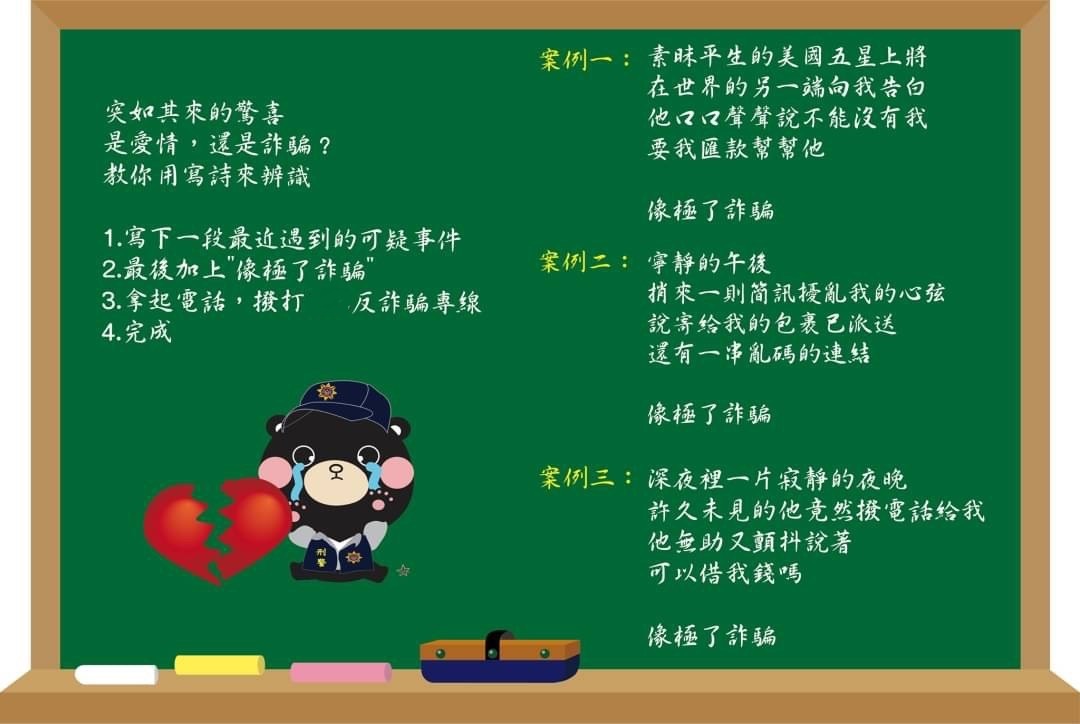 突如其來的驚喜
是愛情，還是詐騙？
教你用寫詩來辨識
1.寫下一段最近遇到的可疑事件
2.最後加上"像極了詐騙"
3.拿起電話，撥打 反詐騙專線
4.完成
刑警
案例一：素昧平生的美國五星上將
在世界的另一端向我告白
他口口聲聲說不能沒有我
要我匯款幫幫他
像極了詐騙
案例二：寧靜的午後
捎來一則簡訊擾亂我的心弦
說寄給我的包裹已派送
還有一串亂碼的連結
像極了詐騙
案例三：深夜裡一片寂靜的夜晚
許久未見的他竟然撥電話給我
他無助又顫抖說著
可以借我錢嗎
像極了詐騙